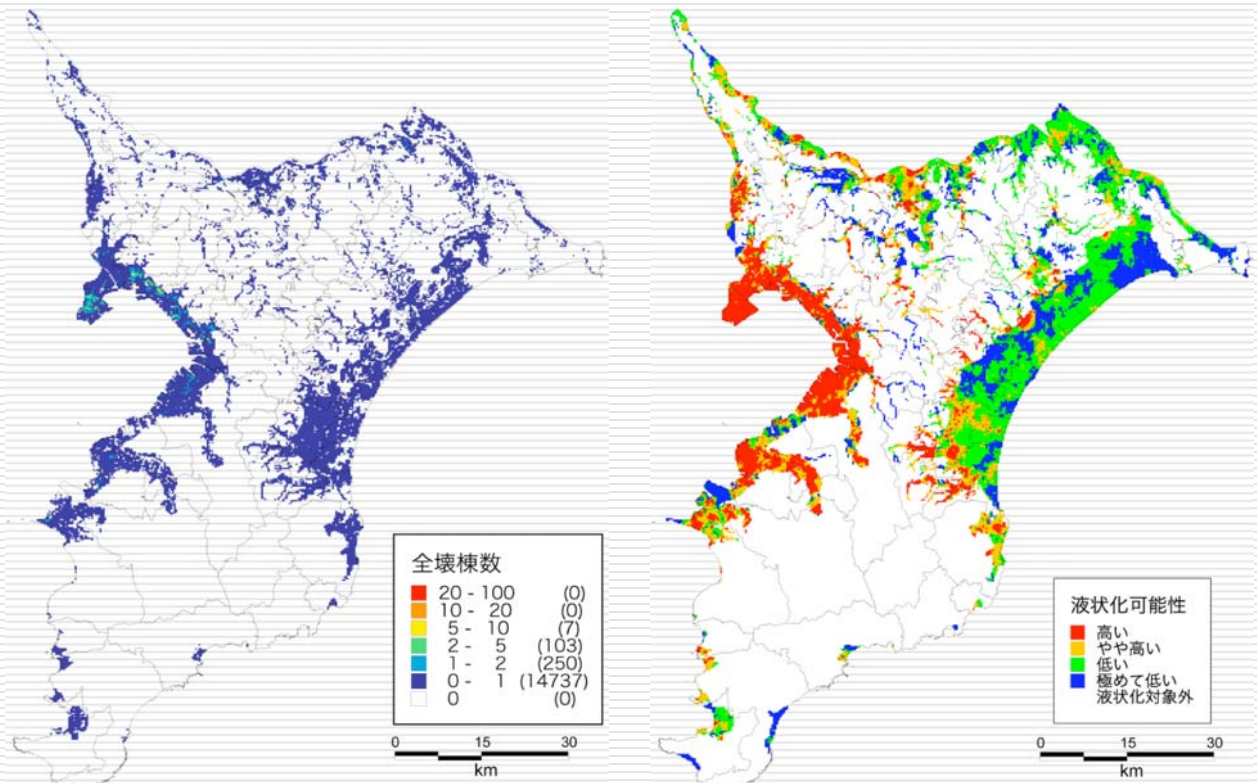 全壊棟数
20 - 100 (0)
10 - 20 (0)
5 - 10 (7)
2 - 5 (103)
1 - 2 (250)
0 - 1 (14737)
0 (0)
0 15 30
km
液状化可能性
高い
やや高い
低い
極めて低い
液状化対象外
0 15 30
km